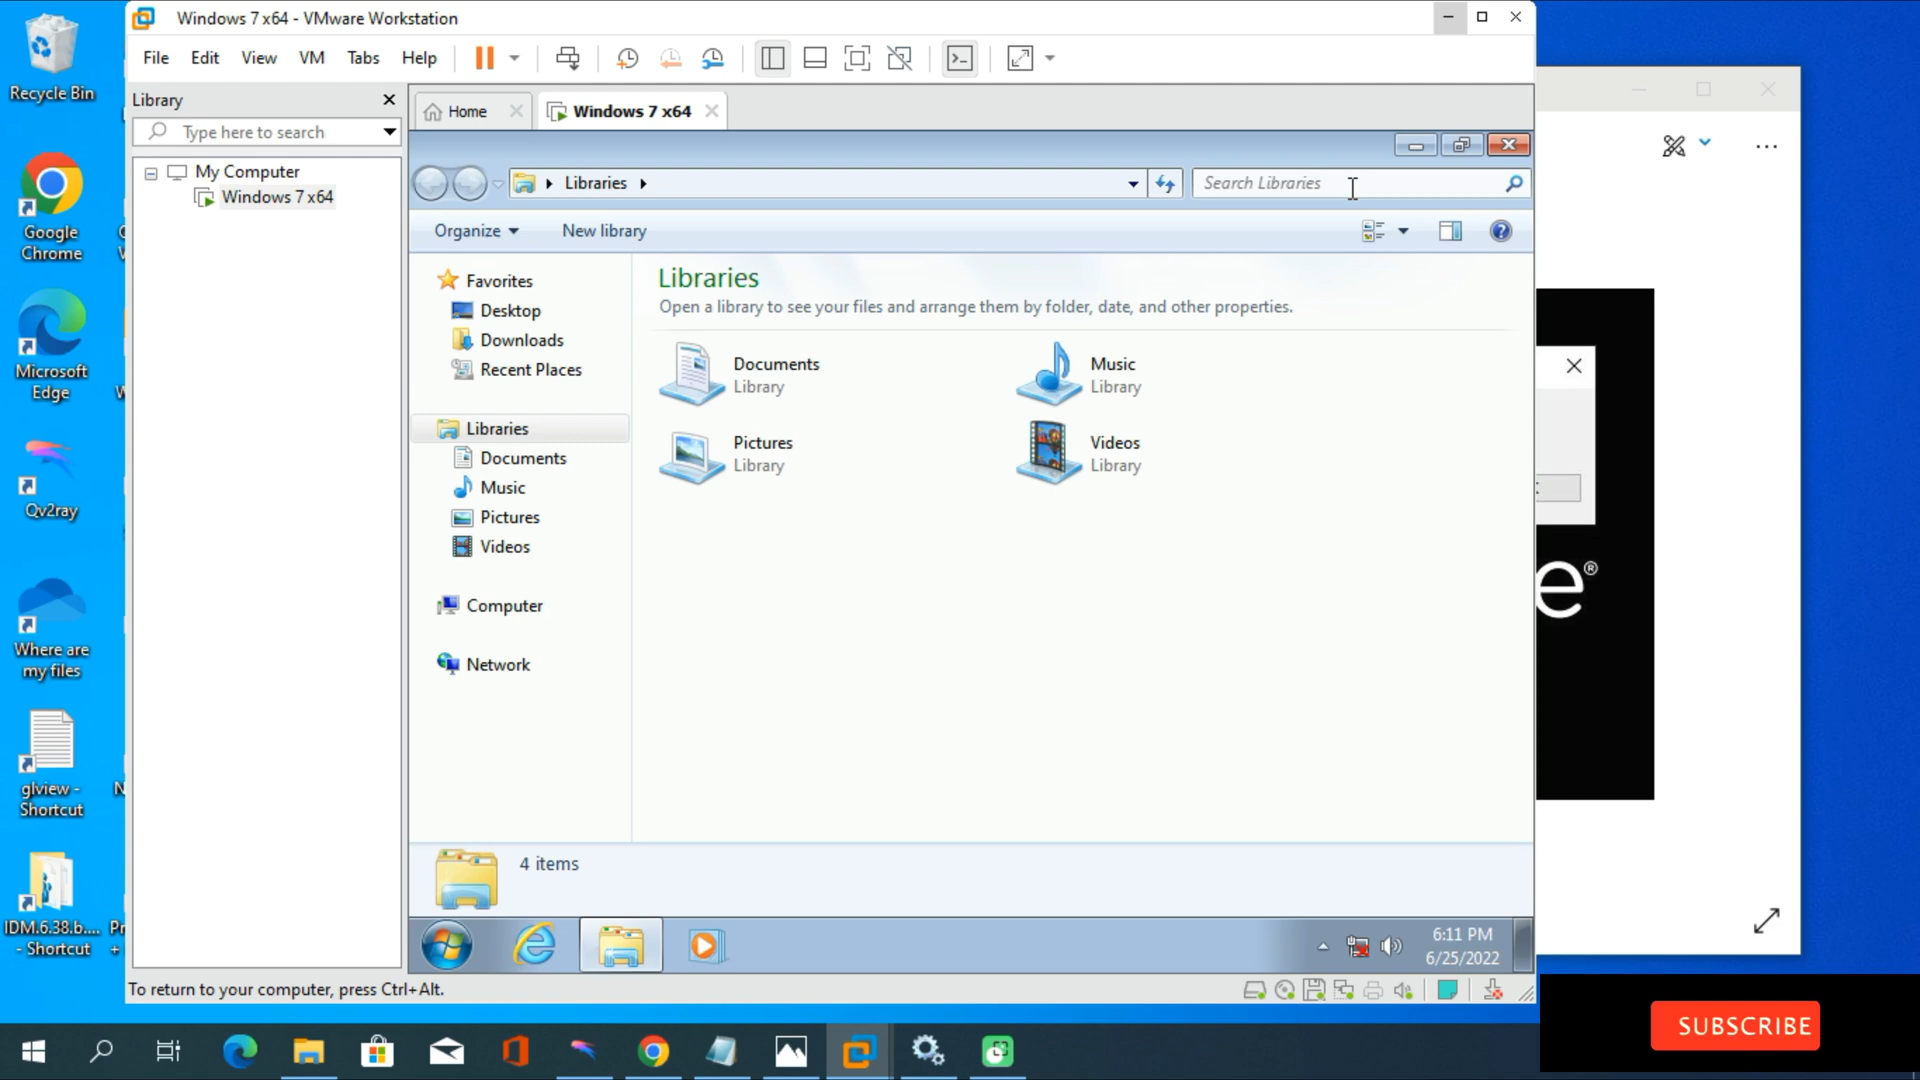 Windows 7 x64 - VMware Workstation
File Edit View VM Tabs Help
Library
Type here to search
My Computer
Windows 7 x64
Home
Windows 7 x64
Libraries
Search Libraries
Organize
New library
Favorites
Desktop
Downloads
Recent Places
Libraries
Documents
Music
Pictures
Videos
Computer
Network
Libraries
Open a library to see your files and arrange them by folder, date, and other properties.
Documents
Library
Music
Library
Pictures
Library
Videos
Library
4 items
6:11 PM
6/25/2022
To return to your computer, press Ctrl+Alt.
Recycle Bin
Google
Chrome
Microsoft
Edge
Qv2ray
Where are
my files
glview -
Shortcut
IDM.6.38.b....
- Shortcut
e®
SUBSCRIBE